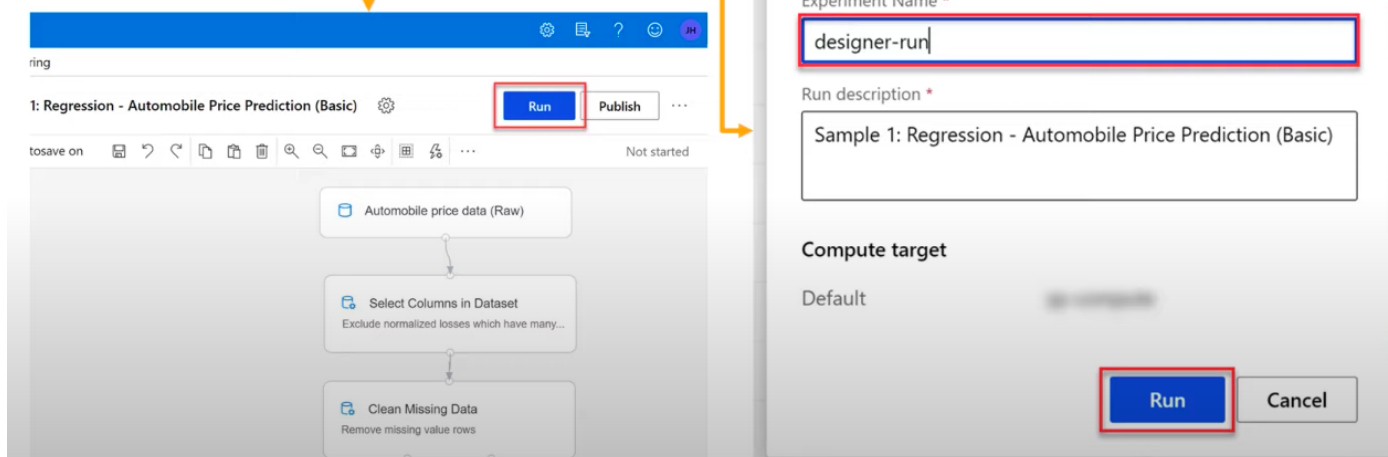 JH
ring
1: Regression - Automobile Price Prediction (Basic)
Run
Publish
tosave on
Not started
Automobile price data (Raw)
Select Columns in Dataset
Exclude normalized losses which have many...
Clean Missing Data
Remove missing value rows
Experiment Name *
designer-run
Run description *
Sample 1: Regression - Automobile Price Prediction (Basic)
Compute target
Default
Run
Cancel